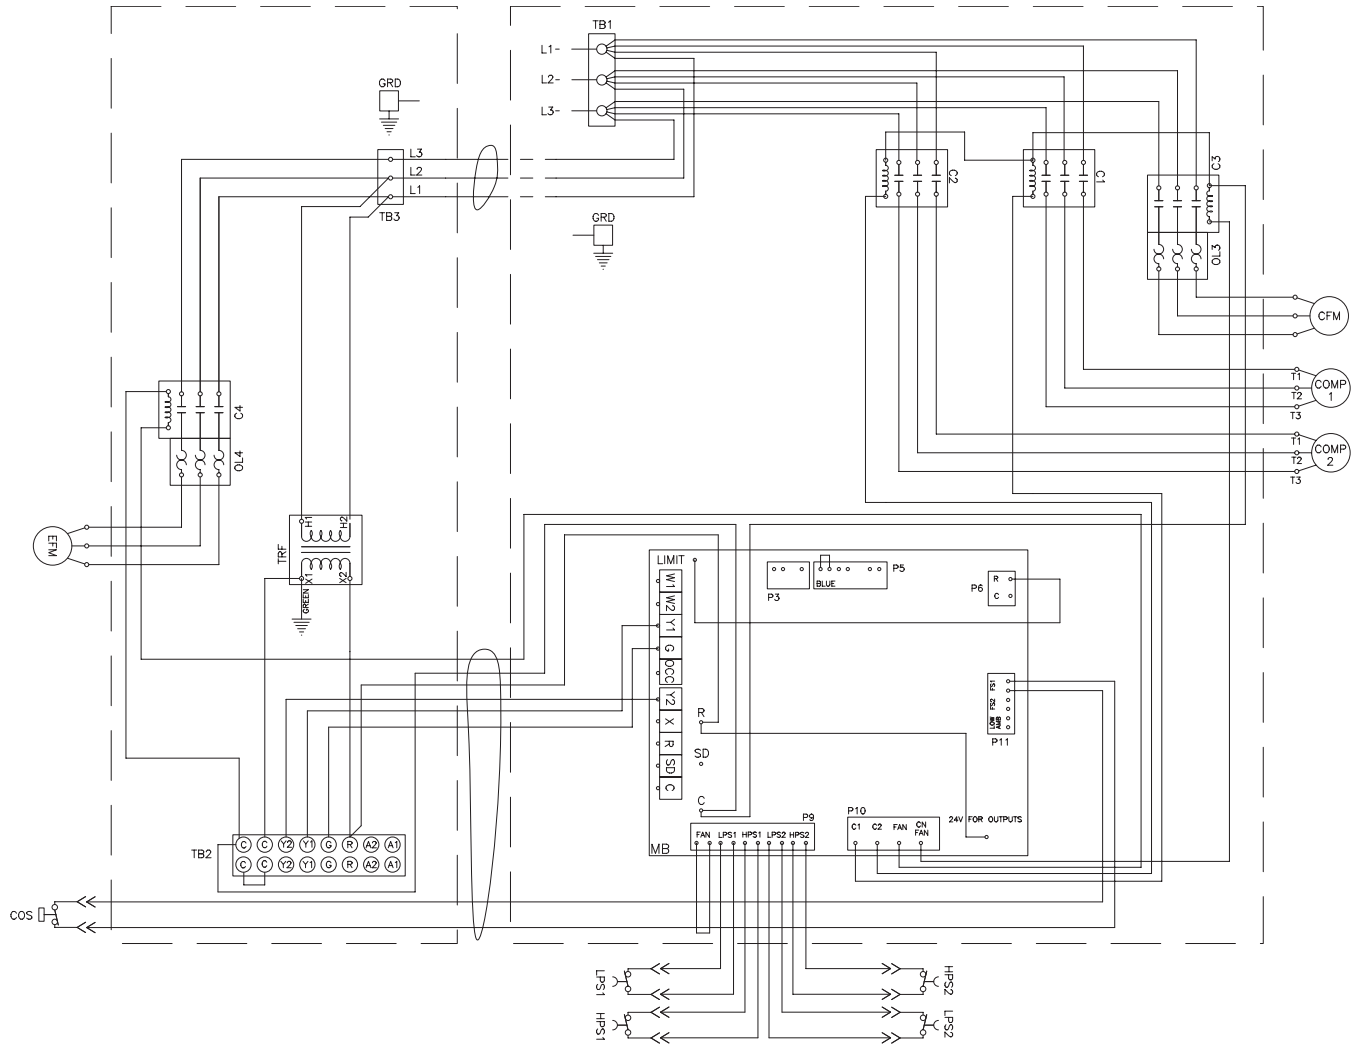 TB1
L1-
L2-
L3-
GRD
L3
L2
L1
TB3
GRD
C2
C1
C3
OL3
CFM
T1
T2
T3
COMP
1
T1
T2
T3
COMP
2
C4
OL4
EFM
H1
H2
TRF
X1
X2
GREEN
LIMIT
W1
W2
Y1
G
OCC
Y2
X
R
SD
C
R
SD
C
P3
BLUE
P5
P6
R
C
FS1
FS2
LOW
AMB
P11
P9
FAN LPS1 HPS1 LPS2 HPS2
MB
P10
C1 C2 FAN CN
FAN
24V FOR OUTPUTS
TB2
C C Y2 Y1 G R A2 A1
C C Y2 Y1 G R A2 A1
COS
LPS1
HPS1
HPS2
LPS2